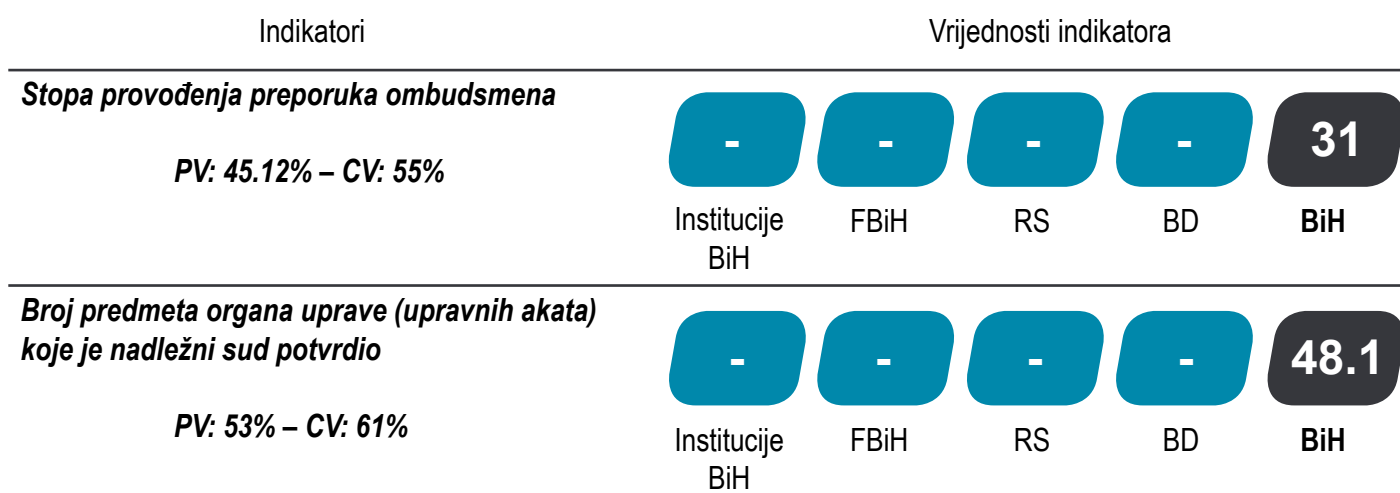 Indikatori
Vrijednosti indikatora
Stopa provođenja preporuka ombudsmena
PV: 45.12% – CV: 55%
- - - - 31
Institucije BiH FBiH RS BD BiH
Broj predmeta organa uprave (upravnih akata)
koje je nadležni sud potvrdio
PV: 53% – CV: 61%
- - - - 48.1
Institucije BiH FBiH RS BD BiH